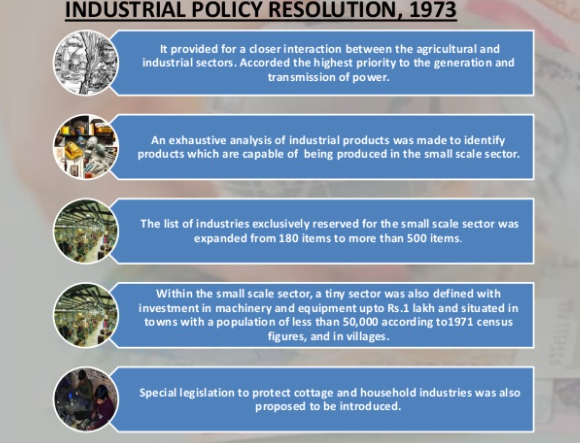 INDUSTRIAL POLICY RESOLUTION, 1973
It provided for a closer interaction between the agricultural and
industrial sectors. Accorded the highest priority to the generation and
transmission of power.
An exhaustive analysis of industrial products was made to identify
products which are capable of being produced in the small scale sector.
The list of industries exclusively reserved for the small scale sector was
expanded from 180 items to more than 500 items.
Within the small scale sector, a tiny sector was also defined with
investment in machinery and equipment upto Rs.1 lakh and situated in
towns with a population of less than 50,000 according to1971 census
figures, and in villages.
Special legislation to protect cottage and household industries was also
proposed to be introduced.